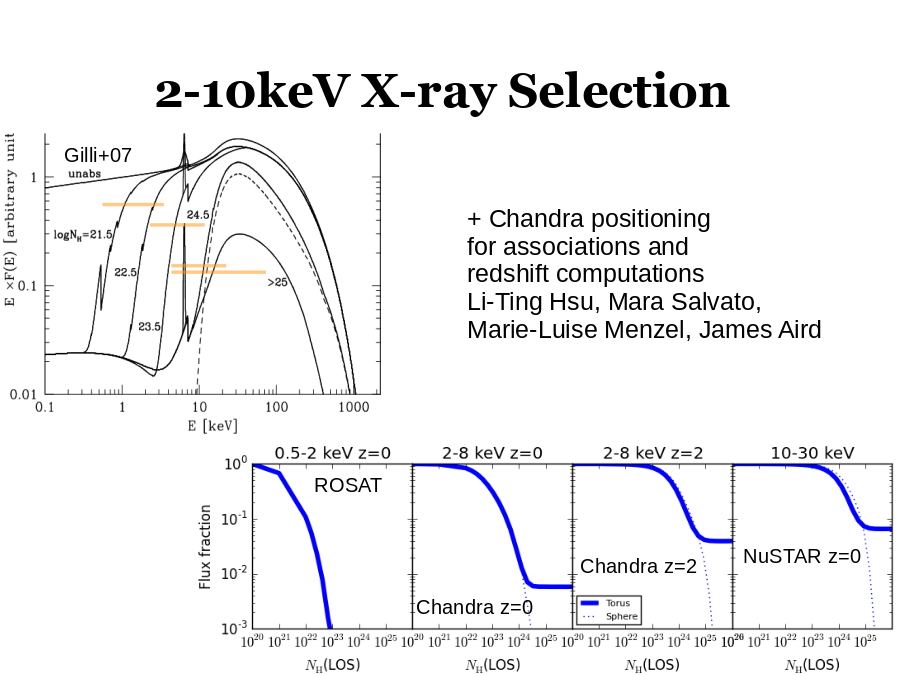 2-10keV X-ray Selection
Gilli+07
unabs
E ×F(E) [arbitrary unit
1
0.1
0.01
logN_H=21.5
22.5
23.5
24.5
>25
0.1 1 10 100 1000
E [keV]
+ Chandra positioning
for associations and
redshift computations
Li-Ting Hsu, Mara Salvato,
Marie-Luise Menzel, James Aird
0.5-2 keV z=0
2-8 keV z=0
2-8 keV z=2
10-30 keV
Flux fraction
10^0
10^-1
10^-2
10^-3
ROSAT
Chandra z=0
Chandra z=2
NuSTAR z=0
Torus
Sphere
10^20 10^21 10^22 10^23 10^24 10^25 10^20 10^21 10^22 10^23 10^24 10^25 10^20 10^21 10^22 10^23 10^24 10^25 10^20 10^21 10^22 10^23 10^24 10^25
N_H(LOS)
N_H(LOS)
N_H(LOS)
N_H(LOS)